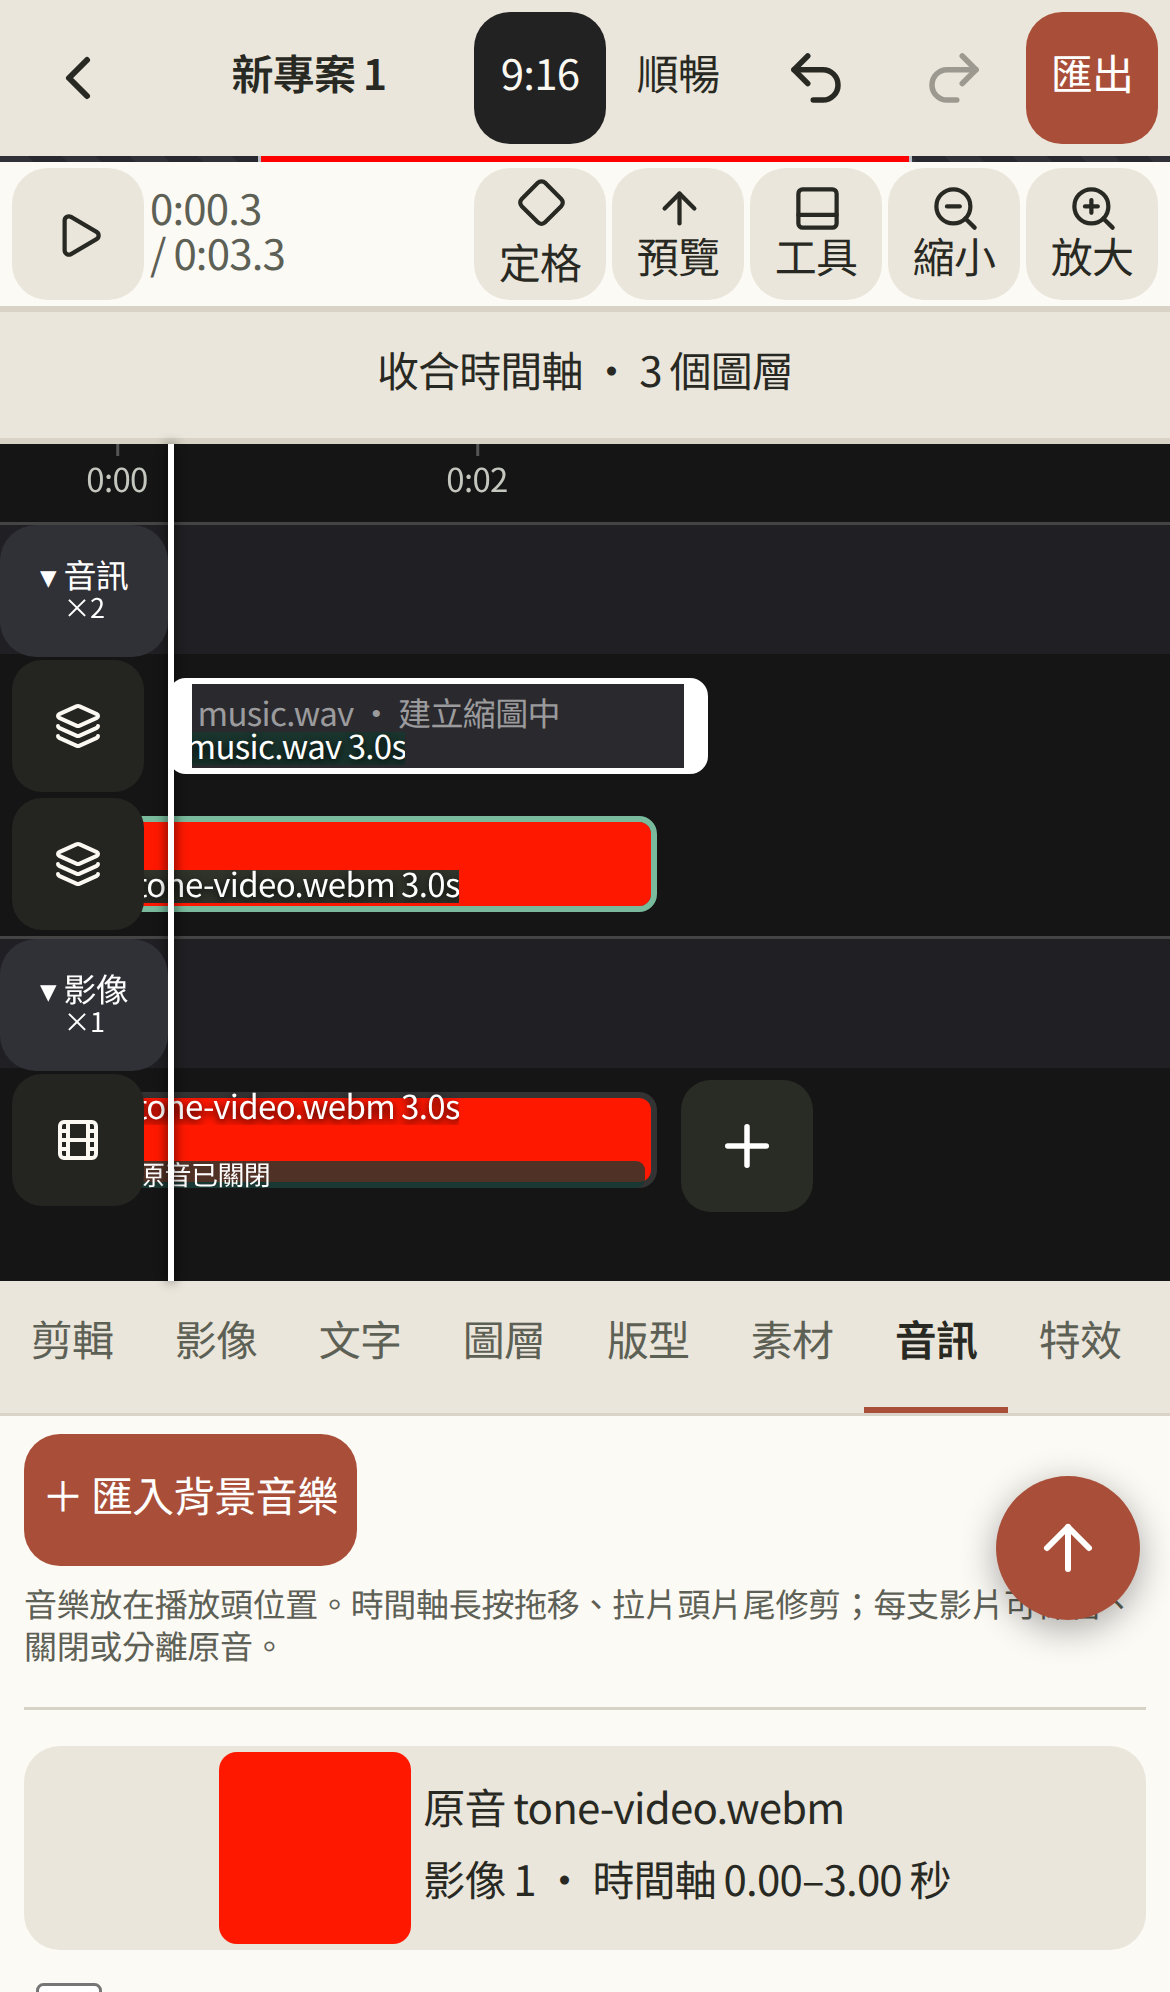 新專案 1
9:16
順暢
匯出
0:00.3
/ 0:03.3
定格
預覽
工具
縮小
放大
收合時間軸 · 3 個圖層
0:00
0:02
▾ 音訊
×2
music.wav · 建立縮圖中
music.wav 3.0s
tone-video.webm 3.0s
▾ 影像
×1
tone-video.webm 3.0s
原音已關閉
剪輯
影像
文字
圖層
版型
素材
音訊
特效
＋ 匯入背景音樂
音樂放在播放頭位置。時間軸長按拖移、拉片頭片尾修剪；每支影片可
關閉或分離原音。
原音 tone-video.webm
影像 1 · 時間軸 0.00–3.00 秒